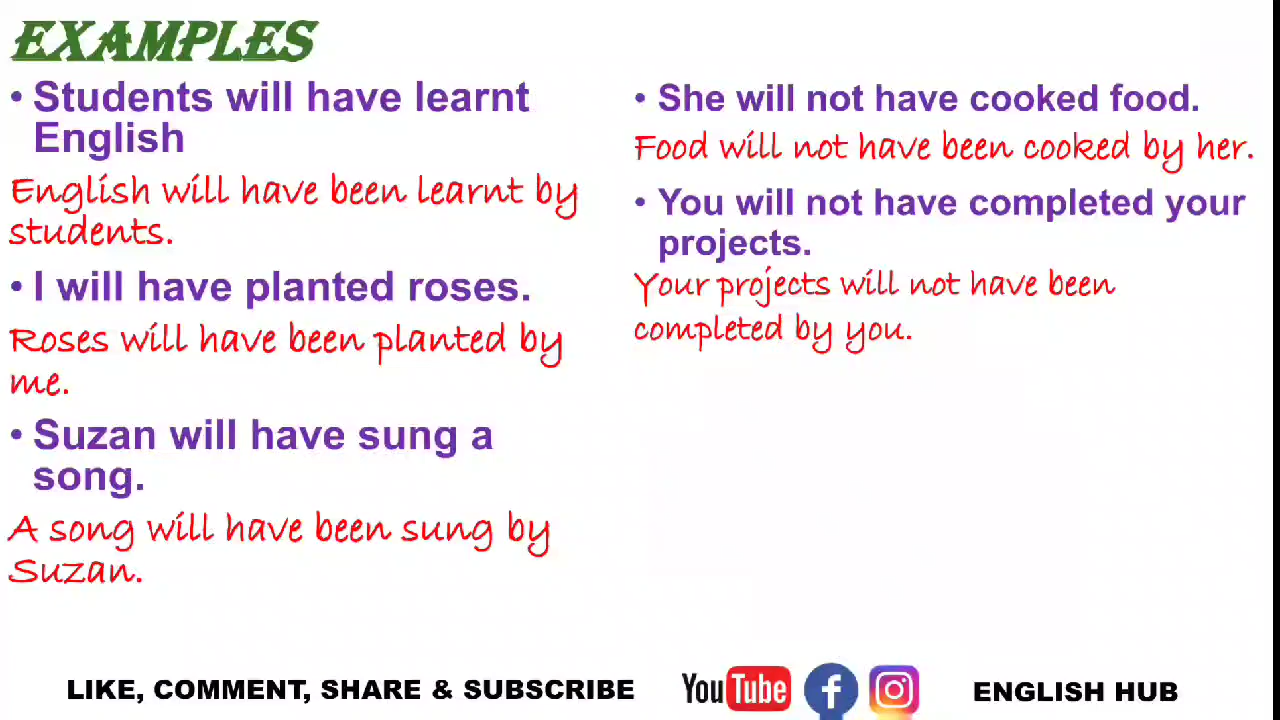 EXAMPLES
• Students will have learnt
English
English will have been learnt by
students.
• I will have planted roses.
Roses will have been planted by
me.
• Suzan will have sung a
song.
A song will have been sung by
Suzan.
• She will not have cooked food.
Food will not have been cooked by her.
• You will not have completed your
projects.
Your projects will not have been
completed by you.
LIKE, COMMENT, SHARE & SUBSCRIBE
YouTube
f
ENGLISH HUB